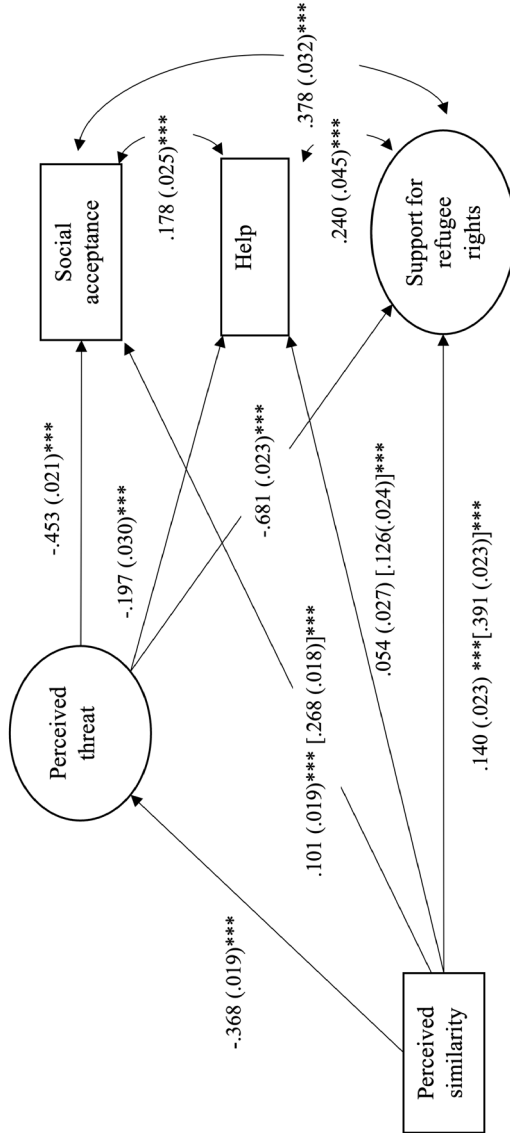 Perceived
similarity
Perceived
threat
Social
acceptance
Help
Support for
refugee
rights
-.368 (.019)***
-.453 (.021)***
-.197 (.030)***
-.681 (.023)***
.101 (.019)*** [.268 (.018)]***
.054 (.027) [.126(.024)]***
.140 (.023) ***[.391 (.023)]***
.178 (.025)***
.240 (.045)***
.378 (.032)***